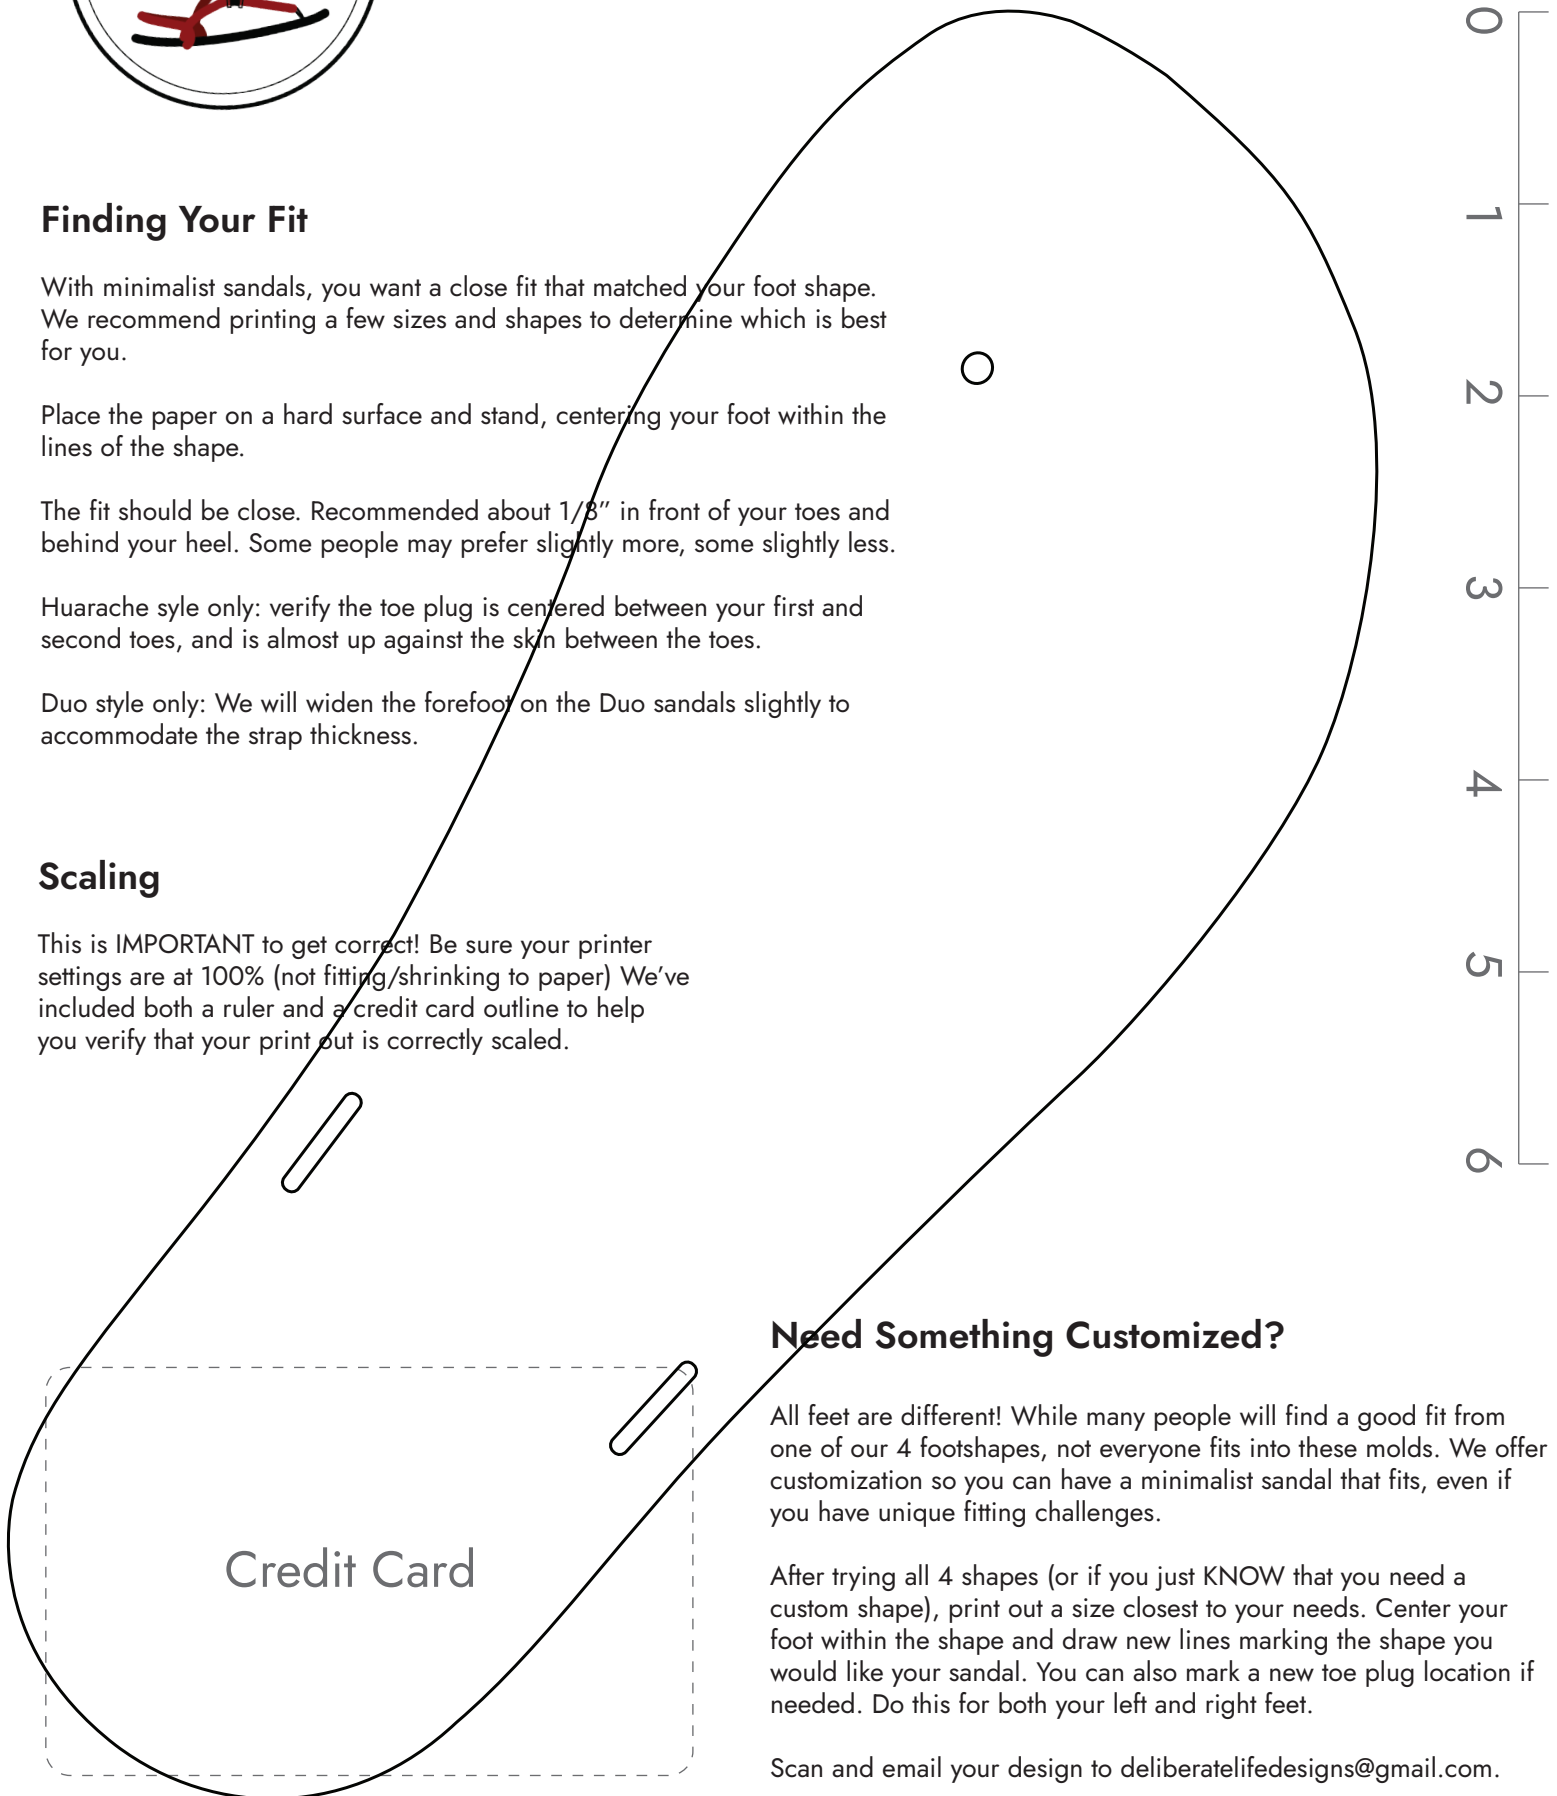 Finding Your Fit
With minimalist sandals, you want a close fit that matched your foot shape.
We recommend printing a few sizes and shapes to determine which is best
for you.
Place the paper on a hard surface and stand, centering your foot within the
lines of the shape.
The fit should be close. Recommended about 1/8” in front of your toes and
behind your heel. Some people may prefer slightly more, some slightly less.
Huarache syle only: verify the toe plug is centered between your first and
second toes, and is almost up against the skin between the toes.
Duo style only: We will widen the forefoot on the Duo sandals slightly to
accommodate the strap thickness.
Scaling
This is IMPORTANT to get correct! Be sure your printer
settings are at 100% (not fitting/shrinking to paper) We’ve
included both a ruler and a credit card outline to help
you verify that your print out is correctly scaled.
Credit Card
Need Something Customized?
All feet are different! While many people will find a good fit from
one of our 4 footshapes, not everyone fits into these molds. We offer
customization so you can have a minimalist sandal that fits, even if
you have unique fitting challenges.
After trying all 4 shapes (or if you just KNOW that you need a
custom shape), print out a size closest to your needs. Center your
foot within the shape and draw new lines marking the shape you
would like your sandal. You can also mark a new toe plug location if
needed. Do this for both your left and right feet.
Scan and email your design to deliberatelifedesigns@gmail.com.
0
1
2
3
4
5
6